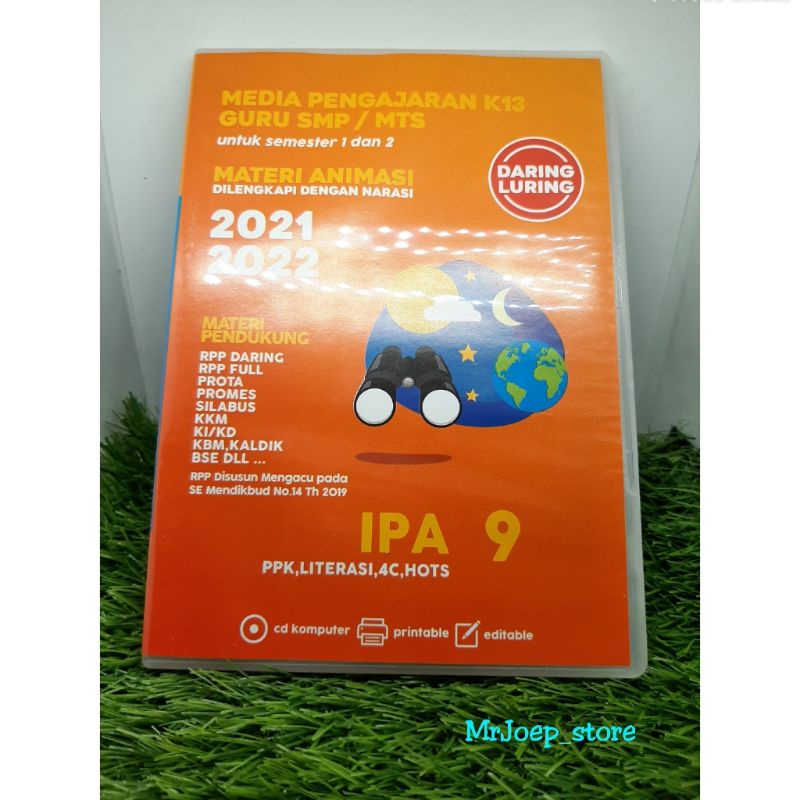 MEDIA PENGAJARAN K13
GURU SMP / MTS
untuk semester 1 dan 2
MATERI ANIMASI
DILENGKAPI DENGAN NARASI
DARING
LURING
2021
2022
MATERI
PENDUKUNG
RPP DARING
RPP FULL
PROTA
PROMES
SILABUS
KKM
KI/KD
KBM,KALDIK
BSE DLL ...
RPP Disusun Mengacu pada
SE Mendikbud No.14 Th 2019
IPA 9
PPK,LITERASI,4C,HOTS
cd komputer printable editable
MrJoep_store